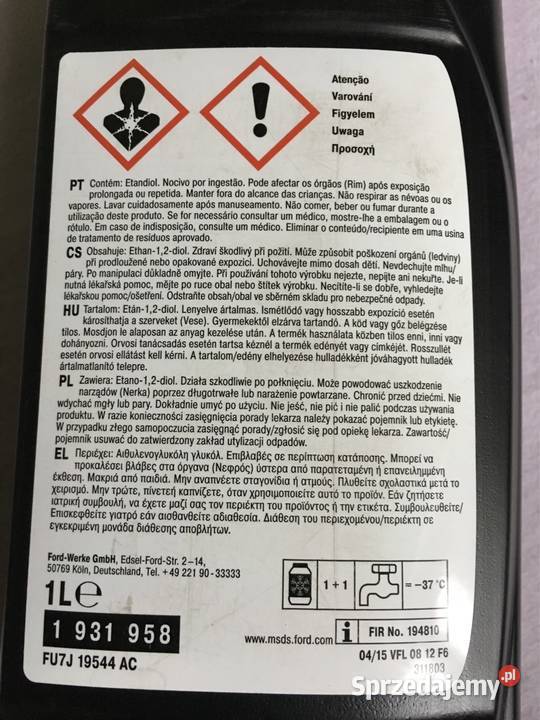 Atenção
Varování
Figyelem
Uwaga
Προσοχή
PT Contém: Etandiol. Nocivo por ingestão. Pode afectar os órgãos (Rim) após exposição
prolongada ou repetida. Manter fora do alcance das crianças. Não respirar as névoas ou os
vapores. Lavar cuidadosamente após manuseamento. Não comer, beber ou fumar durante a
utilização deste produto. Se for necessário consultar um médico, mostre-lhe a embalagem ou o
rótulo. Em caso de indisposição, consulte um médico. Eliminar o conteúdo/recipiente em uma usina
de tratamento de resíduos aprovado.
CS Obsahuje: Ethan-1,2-diol. Zdraví škodlivý při požití. Může způsobit poškození orgánů (ledviny)
při prodloužené nebo opakované expozici. Uchovávejte mimo dosah dětí. Nevdechujte mlhu/
páry. Po manipulaci důkladně omyjte. Při používání tohoto výrobku nejezte, nepijte ani nekuřte. Je-li
nutná lékařská pomoc, mějte po ruce obal nebo štítek výrobku. Necítíte-li se dobře, vyhledejte
lékařskou pomoc/ošetření. Odstraňte obsah/obal ve sběrném skladu pro nebezpečné odpady.
HU Tartalom: Etán-1,2-diol. Lenyelve ártalmas. Ismétlődő vagy hosszabb expozíció esetén
károsíthatja a szerveket (Vese). Gyermekektől elzárva tartandó. A köd vagy gőz belégzése
tilos. Mosdjon le alaposan az anyag kezelése után. A termék használata közben tilos enni, inni vagy
dohányozni. Orvosi tanácsadás esetén tartsa kéznél a termék edényét vagy címkéjét. Rosszullét
esetén orvosi ellátást kell kérni. A tartalom/edény elhelyezése hulladékként jóváhagyott hulladék
ártalmatlanító telepre.
PL Zawiera: Etano-1,2-diol. Działa szkodliwie po połknięciu. Może powodować uszkodzenie
narządów (Nerka) poprzez długotrwałe lub narażenie powtarzane. Chronić przed dziećmi. Nie
wdychać mgły lub par. Dokładnie umyć po użyciu. Nie jeść, nie pić i nie palić podczas używania
produktu. W razie konieczności zasięgnięcia porady lekarza należy pokazać pojemnik lub etykietę.
W przypadku złego samopoczucia zasięgnąć porady/zgłosić się pod opiekę lekarza. Zawartość/
pojemnik usuwać do zatwierdzony zakład utylizacji odpadów.
EL Περιέχει: Αιθυλενογλυκόλη γλυκόλ. Επιβλαβές σε περίπτωση κατάποσης. Μπορεί να
προκαλέσει βλάβες στα όργανα (Νεφρός) ύστερα από παρατεταμένη ή επανειλημμένη
έκθεση. Μακριά από παιδιά. Μην αναπνέετε σταγονίδια ή ατμούς. Πλυθείτε σχολαστικά μετά το
χειρισμό. Μην τρώτε, πίνετεή καπνίζετε, όταν χρησιμοποιείτε αυτό το προϊόν. Εάν ζητήσετε
ιατρική συμβουλή, να έχετε μαζί σας τον περιέκτη του προϊόντος ή την ετικέτα. Συμβουλευθείτε/
Επισκεφθείτε γιατρό εάν αισθανθείτε αδιαθεσία. Διάθεση του περιεχομένου/περιέκτη σε
εγκεκριμένη μονάδα διάθεσης αποβλήτων.
Ford-Werke GmbH, Edsel-Ford-Str. 2–14,
50769 Köln, Deutschland, Tel. +49 221 90-33333
1L℮
1 + 1
= –37 °C
1 931 958
www.msds.ford.com
i
FIR No. 194810
FU7J 19544 AC
04/15 VFL 08 12 F6
311803
Sprzedajemy.pl